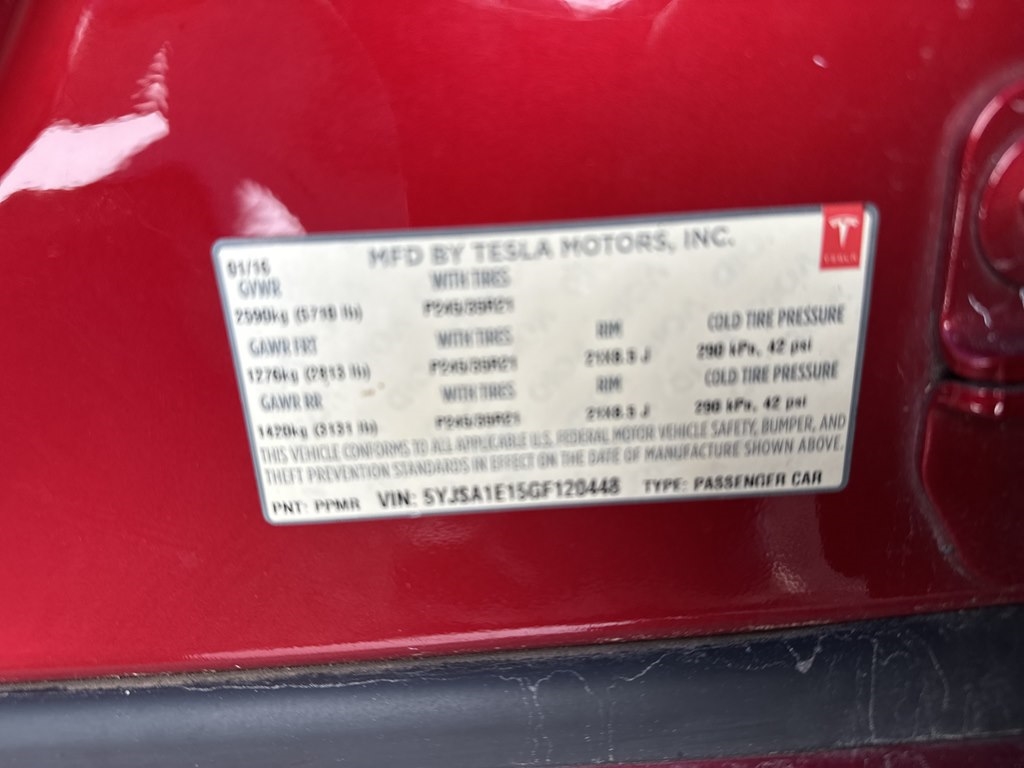 MFD BY TESLA MOTORS, INC.
TESLA
01/16
GVWR WITH TIRES
2590kg (5710 lb) P245/35R21
GAWR FRT WITH TIRES RIM COLD TIRE PRESSURE
1276kg (2813 lb) P245/35R21 21X8.5 J 290 kPa, 42 psi
GAWR RR WITH TIRES RIM COLD TIRE PRESSURE
1420kg (3131 lb) P245/35R21 21X8.5 J 290 kPa, 42 psi
THIS VEHICLE CONFORMS TO ALL APPLICABLE U.S. FEDERAL MOTOR VEHICLE SAFETY, BUMPER, AND
THEFT PREVENTION STANDARDS IN EFFECT ON THE DATE OF MANUFACTURE SHOWN ABOVE.
PNT: PPMR VIN: 5YJSA1E15GF120448 TYPE: PASSENGER CAR